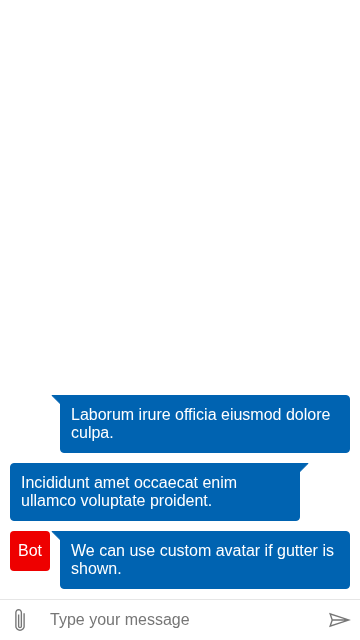 Laborum irure officia eiusmod dolore
culpa.
Incididunt amet occaecat enim
ullamco voluptate proident.
Bot
We can use custom avatar if gutter is
shown.
Type your message